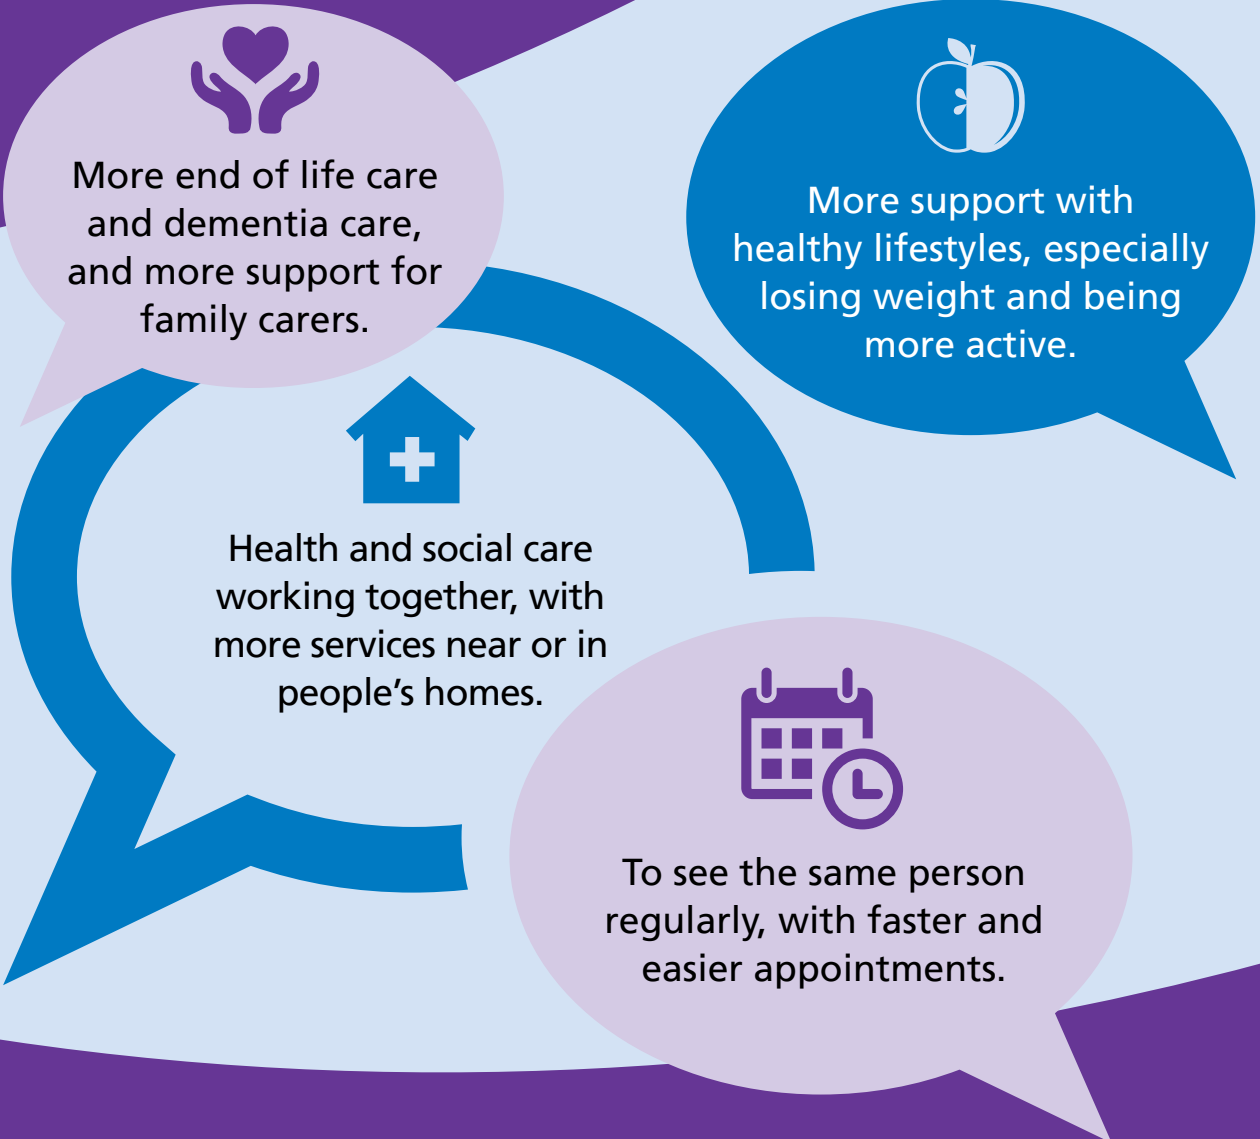 More end of life care
and dementia care,
and more support for
family carers.
More support with
healthy lifestyles, especially
losing weight and being
more active.
Health and social care
working together, with
more services near or in
people’s homes.
To see the same person
regularly, with faster and
easier appointments.